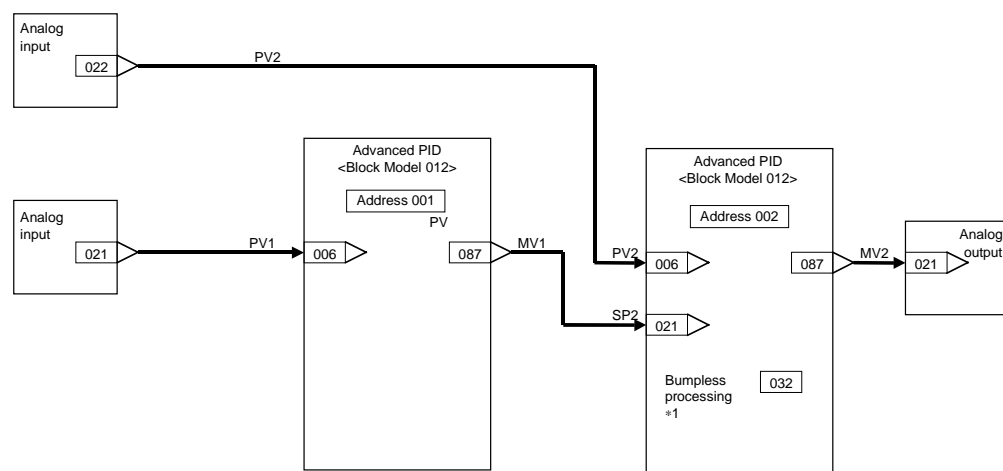 Analog
input
022
PV2
Analog
input
021
PV1
Advanced PID
<Block Model 012>
Address 001
PV
006
087
MV1
Advanced PID
<Block Model 012>
Address 002
PV2
006
087
MV2
SP2
021
Bumpless
processing
*1
032
Analog
output
021